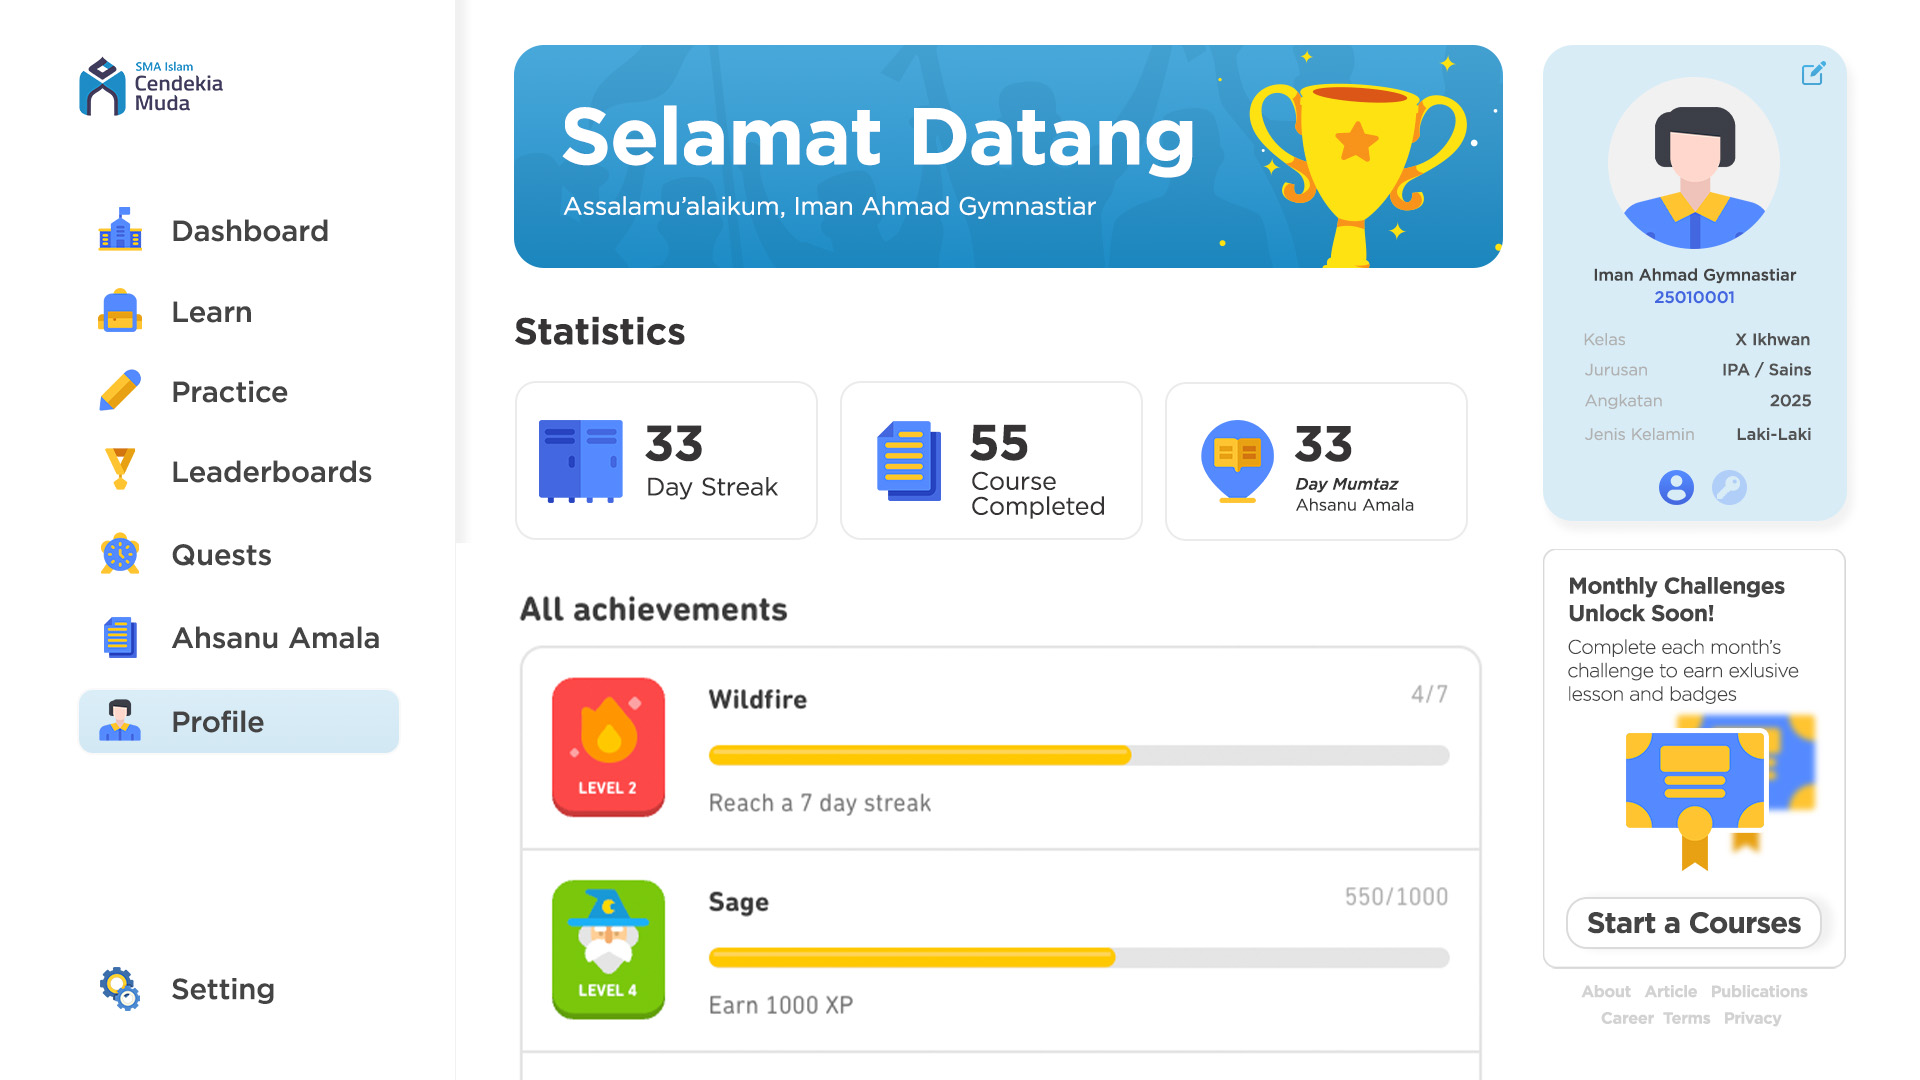 SMA Islam
Cendekia
Muda
Dashboard
Learn
Practice
Leaderboards
Quests
Ahsanu Amala
Profile
Setting
Selamat Datang
Assalamu’alaikum, Iman Ahmad Gymnastiar
Statistics
33
Day Streak
55
Course
Completed
33
Day Mumtaz
Ahsanu Amala
All achievements
Wildfire
4/7
LEVEL 2
Reach a 7 day streak
Sage
550/1000
LEVEL 4
Earn 1000 XP
Iman Ahmad Gymnastiar
25010001
Kelas X Ikhwan
Jurusan IPA / Sains
Angkatan 2025
Jenis Kelamin Laki-Laki
Monthly Challenges
Unlock Soon!
Complete each month’s
challenge to earn exlusive
lesson and badges
Start a Courses
About Article Publications
Career Terms Privacy